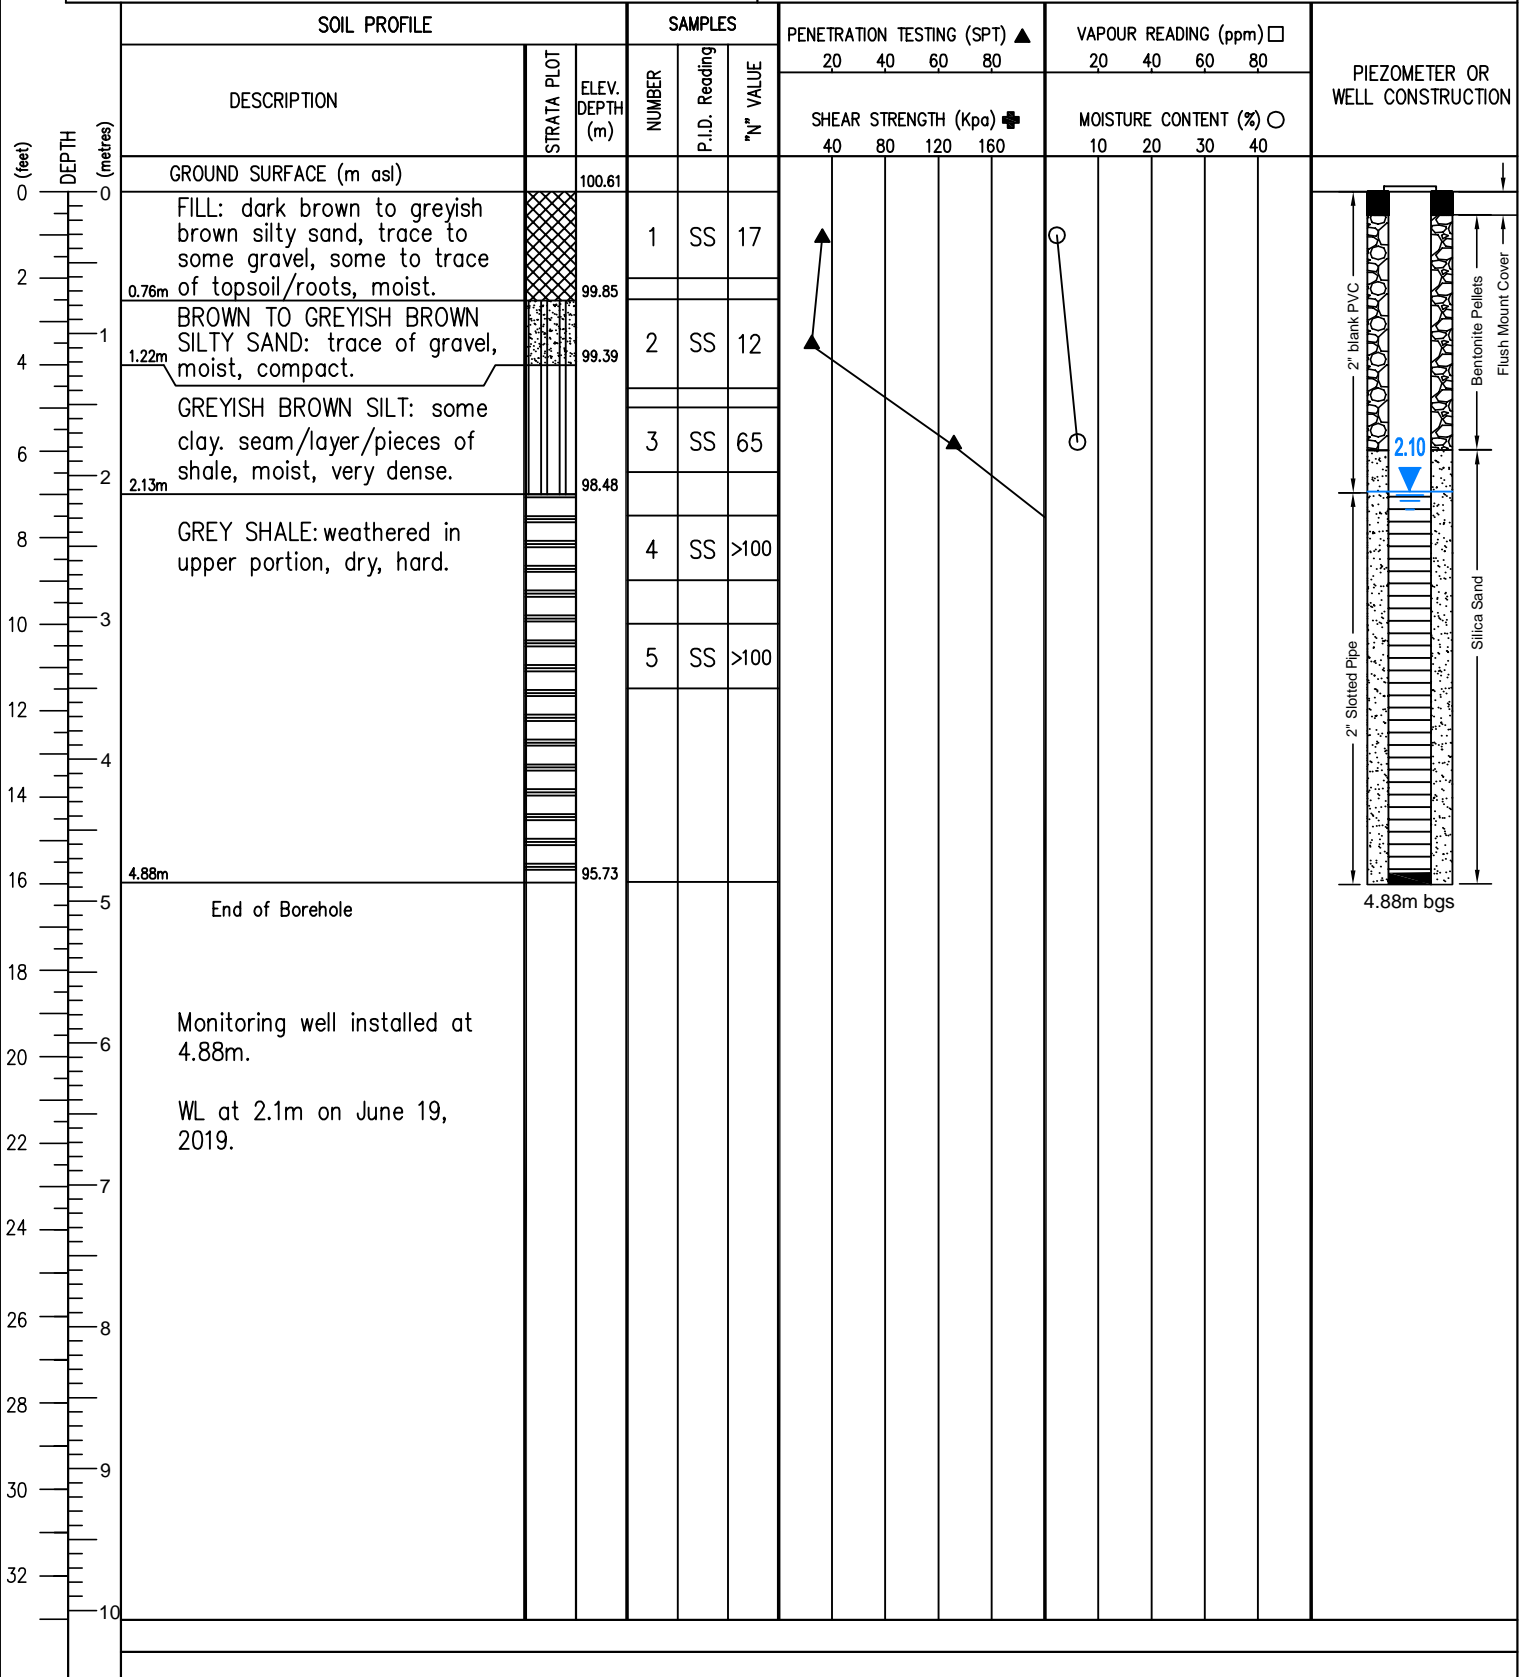 SOIL PROFILE
SAMPLES
PENETRATION TESTING (SPT) ▲
20 40 60 80
VAPOUR READING (ppm) □
20 40 60 80
PIEZOMETER OR
WELL CONSTRUCTION
(feet)
DEPTH
(metres)
DESCRIPTION
STRATA PLOT
ELEV.
DEPTH
(m)
NUMBER
P.I.D. Reading
"N" VALUE
SHEAR STRENGTH (Kpa) ✚
40 80 120 160
MOISTURE CONTENT (%) ○
10 20 30 40
GROUND SURFACE (m asl)
100.61
0
0
FILL: dark brown to greyish
brown silty sand, trace to
some gravel, some to trace
of topsoil/roots, moist.
0.76m
99.85
1 SS 17
2
BROWN TO GREYISH BROWN
SILTY SAND: trace of gravel,
moist, compact.
1.22m
99.39
2 SS 12
1
4
GREYISH BROWN SILT: some
clay. seam/layer/pieces of
shale, moist, very dense.
2.13m
98.48
3 SS 65
6
2
GREY SHALE: weathered in
upper portion, dry, hard.
4 SS >100
8
3
10
5 SS >100
12
4
14
4.88m
95.73
16
5
End of Borehole
18
Monitoring well installed at
4.88m.
6
20
WL at 2.1m on June 19,
2019.
22
7
24
26
8
28
9
30
32
10
2" blank PVC
Bentonite Pellets
Flush Mount Cover
2.10
2" Slotted Pipe
Silica Sand
4.88m bgs